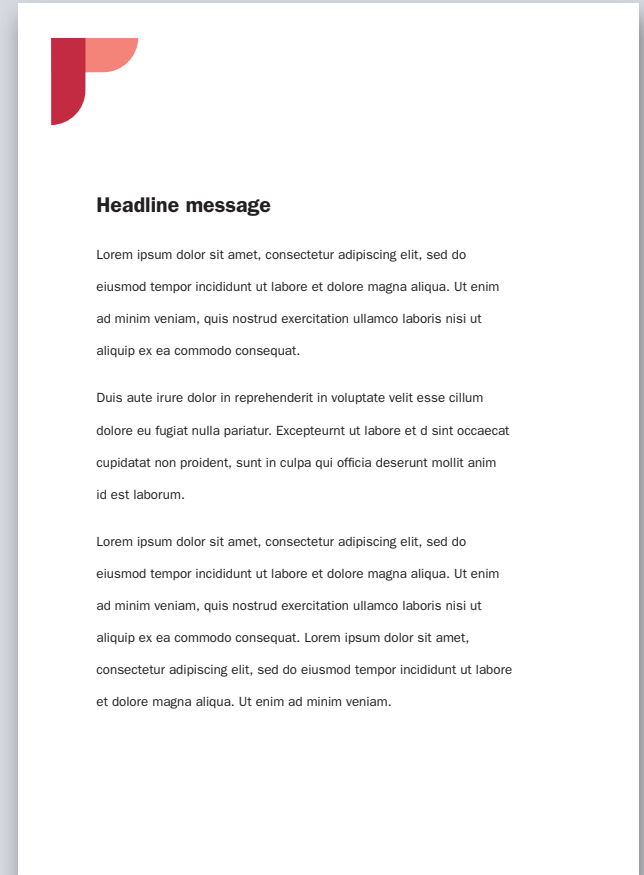 Headline message
Lorem ipsum dolor sit amet, consectetur adipiscing elit, sed do
eiusmod tempor incididunt ut labore et dolore magna aliqua. Ut enim
ad minim veniam, quis nostrud exercitation ullamco laboris nisi ut
aliquip ex ea commodo consequat.
Duis aute irure dolor in reprehenderit in voluptate velit esse cillum
dolore eu fugiat nulla pariatur. Excepteurnt ut labore et d sint occaecat
cupidatat non proident, sunt in culpa qui officia deserunt mollit anim
id est laborum.
Lorem ipsum dolor sit amet, consectetur adipiscing elit, sed do
eiusmod tempor incididunt ut labore et dolore magna aliqua. Ut enim
ad minim veniam, quis nostrud exercitation ullamco laboris nisi ut
aliquip ex ea commodo consequat. Lorem ipsum dolor sit amet,
consectetur adipiscing elit, sed do eiusmod tempor incididunt ut labore
et dolore magna aliqua. Ut enim ad minim veniam.